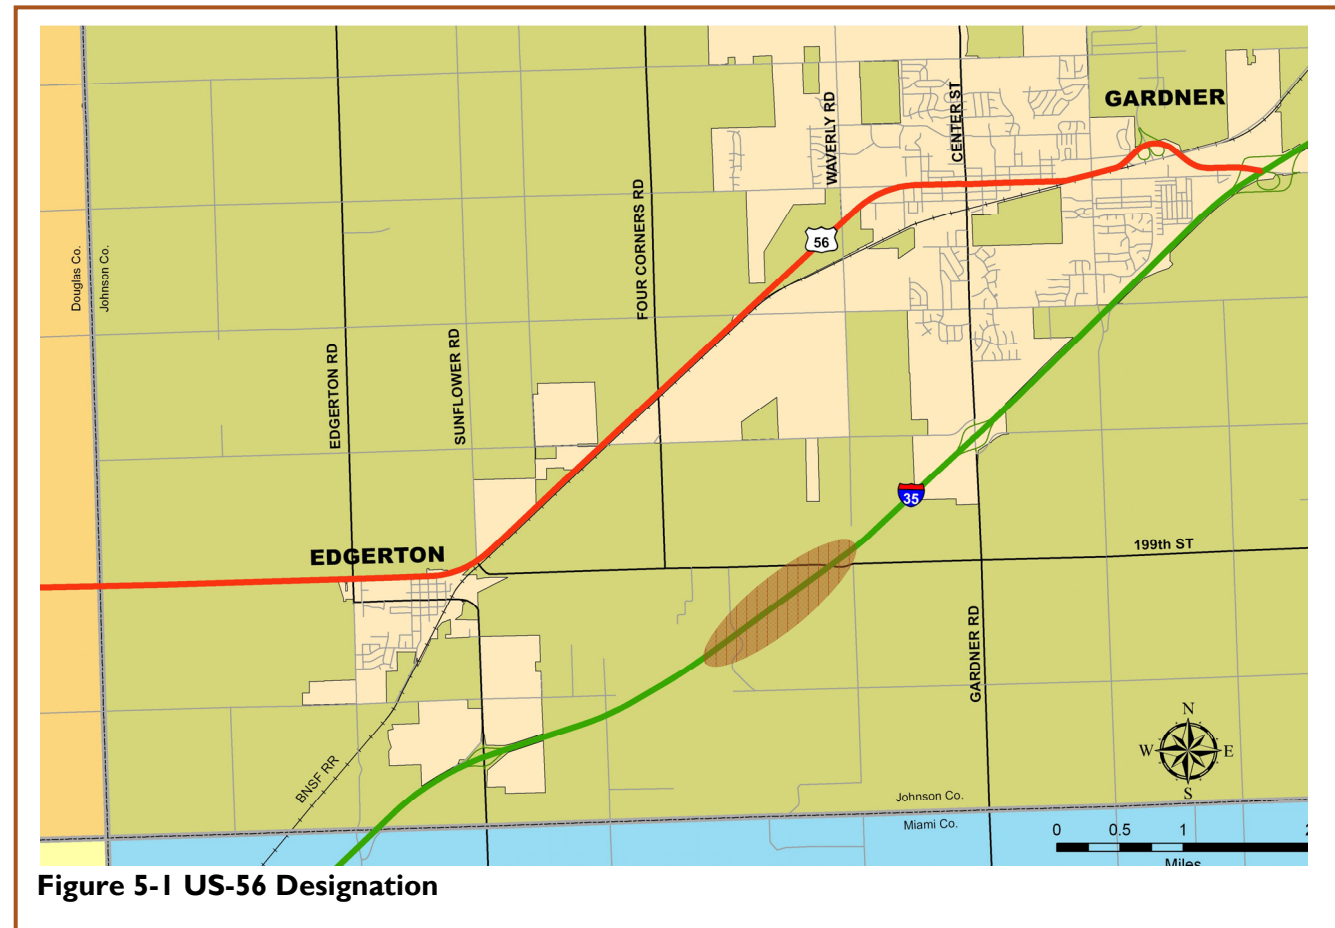 GARDNER
WAVERLY RD
CENTER ST
FOUR CORNERS RD
56
Douglas Co.
Johnson Co.
EDGERTON RD
SUNFLOWER RD
35
EDGERTON
199th ST
GARDNER RD
N
W E
S
BNSF RR
Johnson Co.
Miami Co.
0 0.5 1 2
Miles
Figure 5-1 US-56 Designation